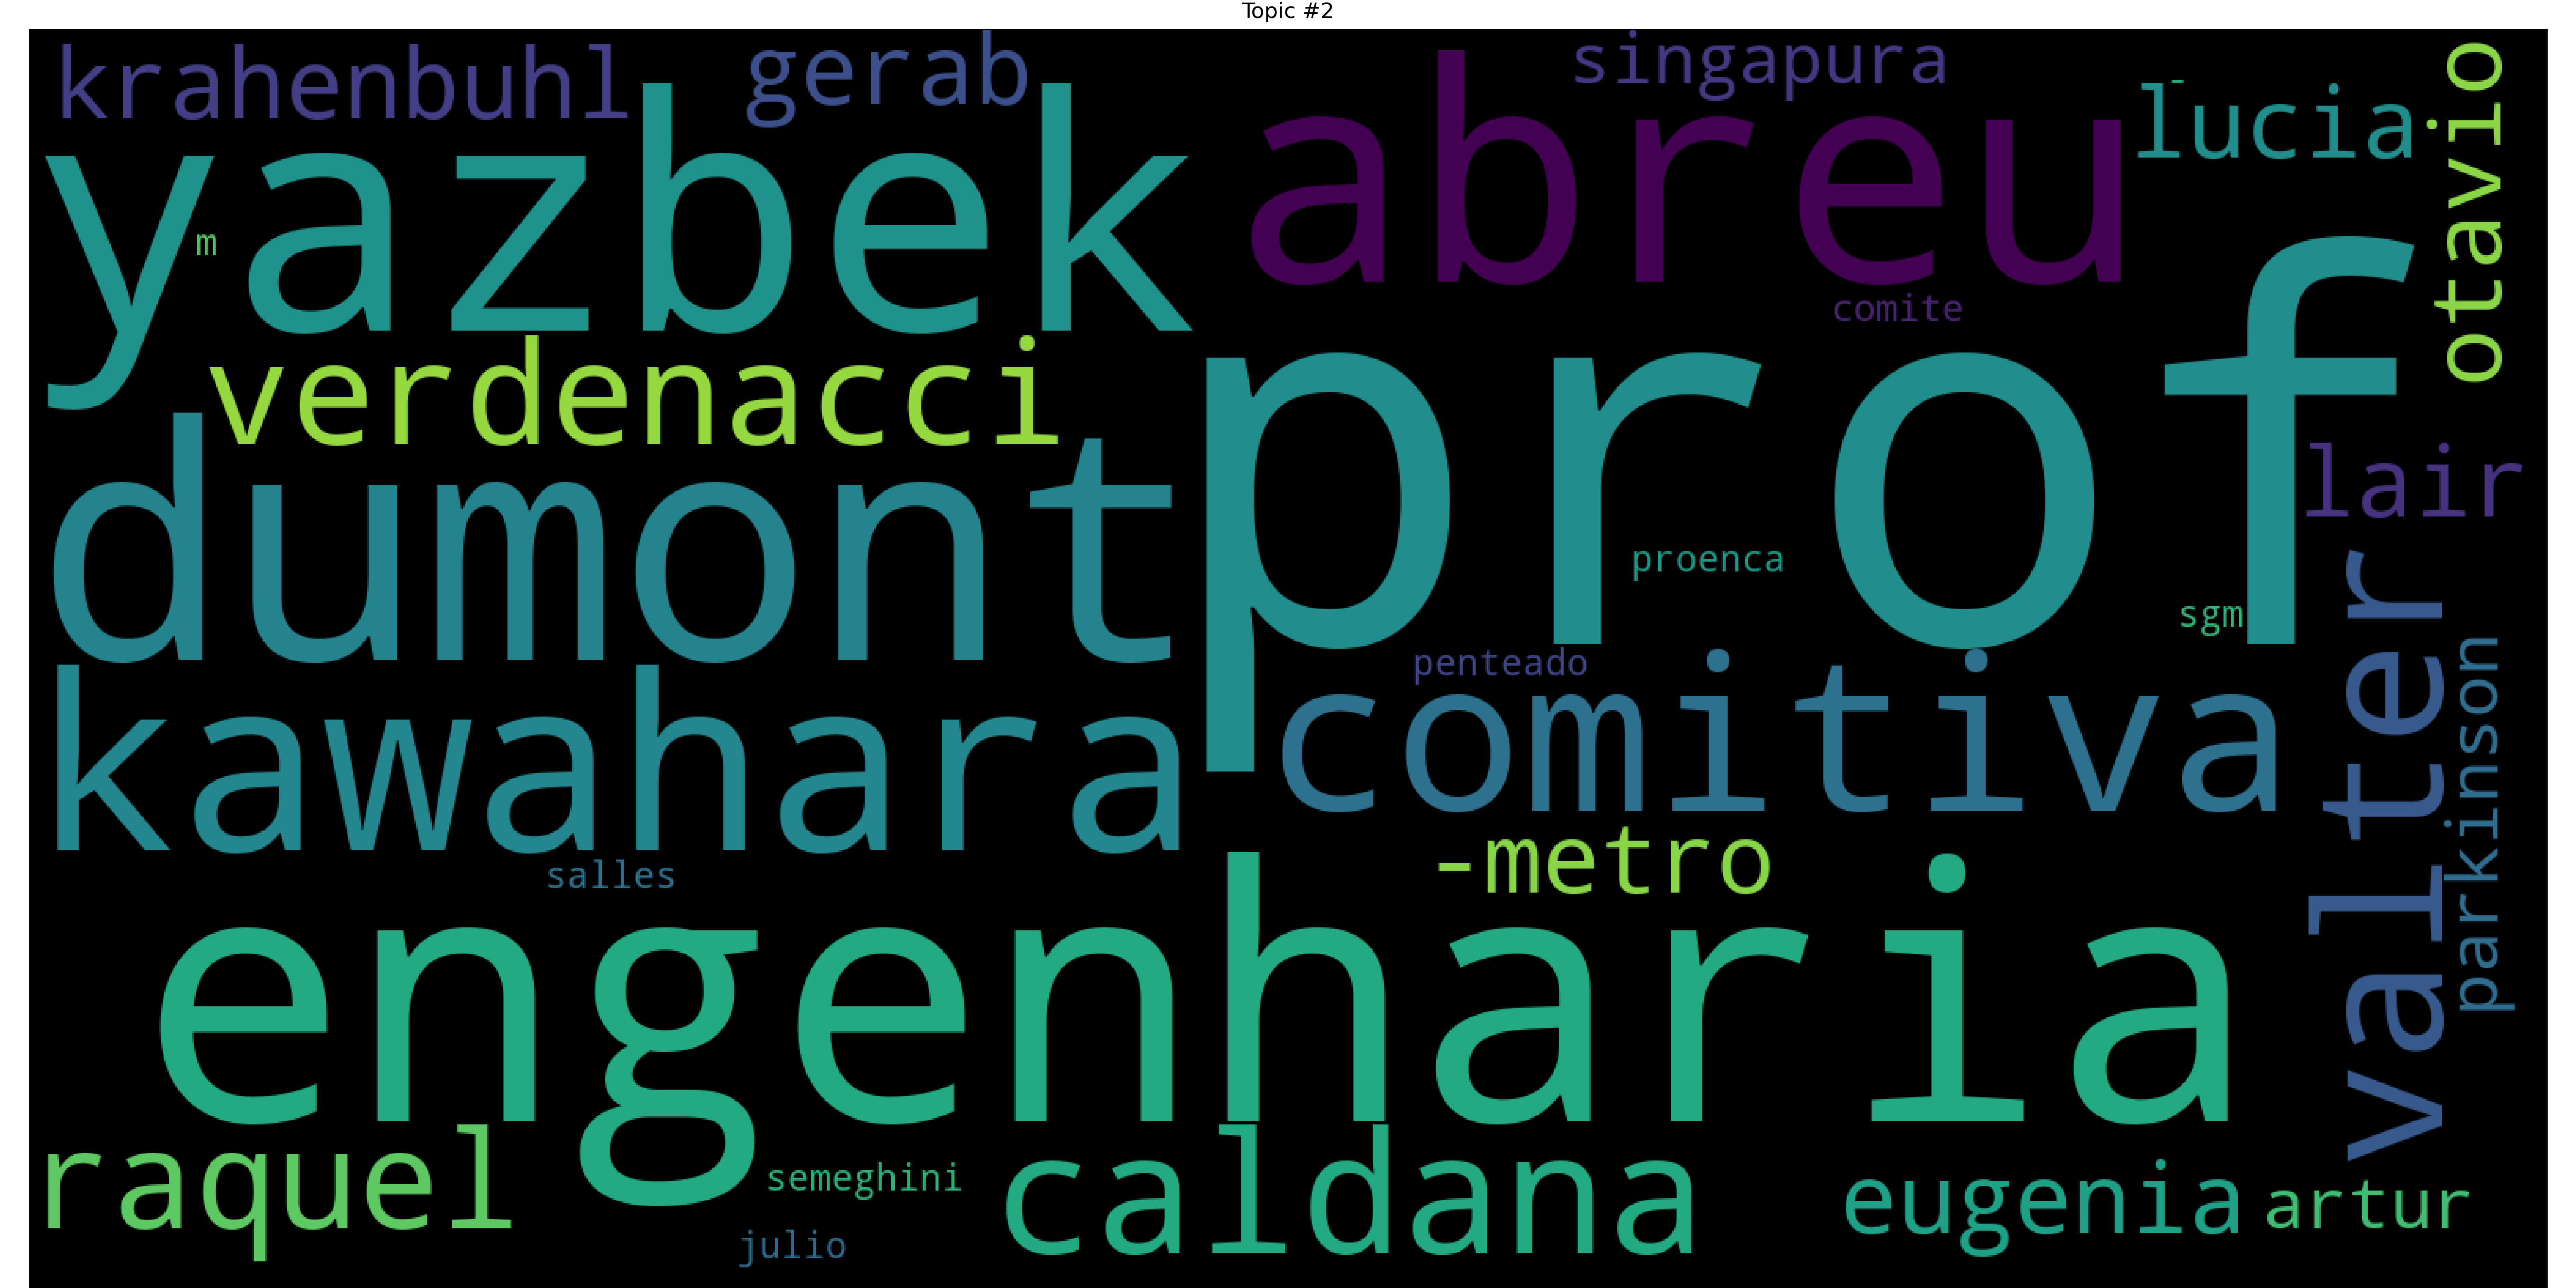 Topic #2
krahenbuhl
gerab
singapura
lucia
-
otavio
yazbek
abreu
m
comite
verdenacci
prof
dumont
lair
proenca
sgm
valter
parkinson
penteado
kawahara
comitiva
-metro
salles
engenharia
raquel
semeghini
caldana
eugenia
artur
julio